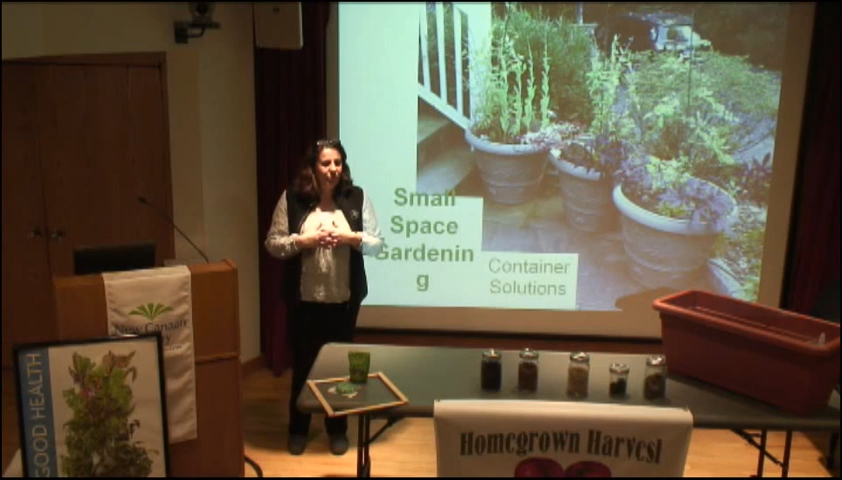 Small
Space
Gardenin
g
Container
Solutions
New Canaan
GOOD HEALTH
Homegrown Harvest